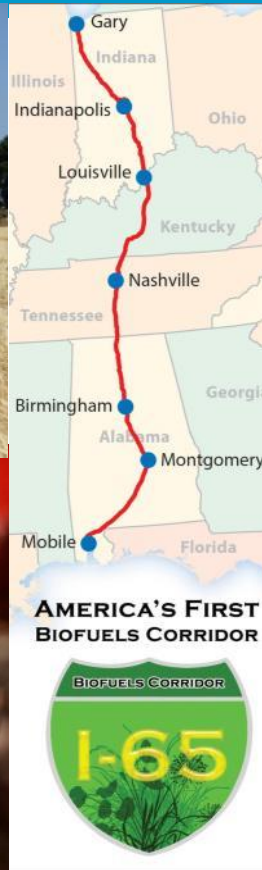 Gary
Indiana
Illinois
Indianapolis
Ohio
Louisville
Kentucky
Nashville
Tennessee
Birmingham
Georgi
Alabama
Montgomery
Mobile
Florida
AMERICA'S FIRST
BIOFUELS CORRIDOR
BIOFUELS CORRIDOR
I-65